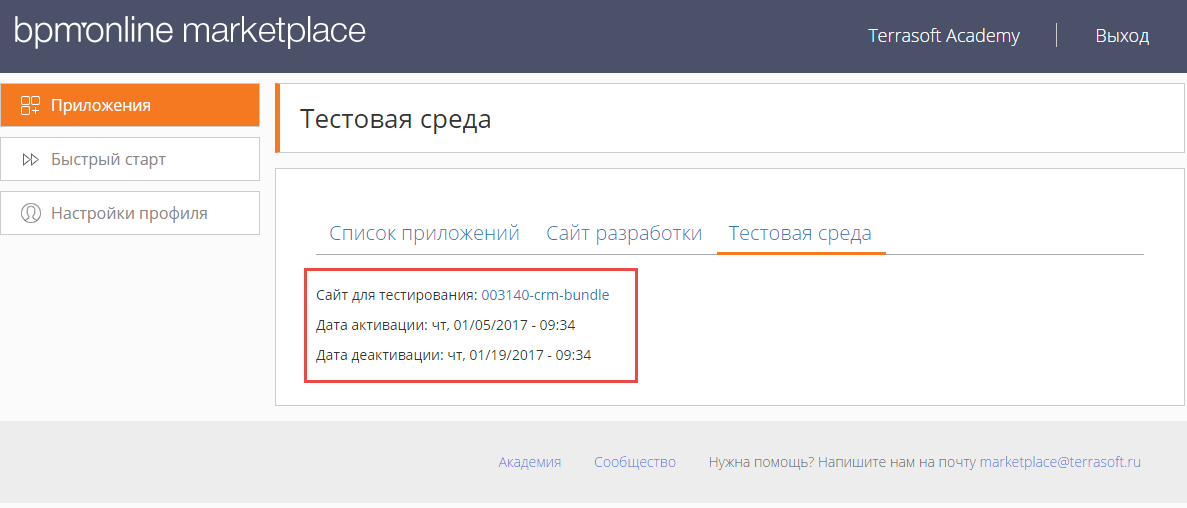 bpm'online marketplace
Terrasoft Academy
Выход
Приложения
Быстрый старт
Настройки профиля
Тестовая среда
Список приложений Сайт разработки Тестовая среда
Сайт для тестирования: 003140-crm-bundle
Дата активации: чт, 01/05/2017 - 09:34
Дата деактивации: чт, 01/19/2017 - 09:34
Академия Сообщество Нужна помощь? Напишите нам на почту marketplace@terrasoft.ru